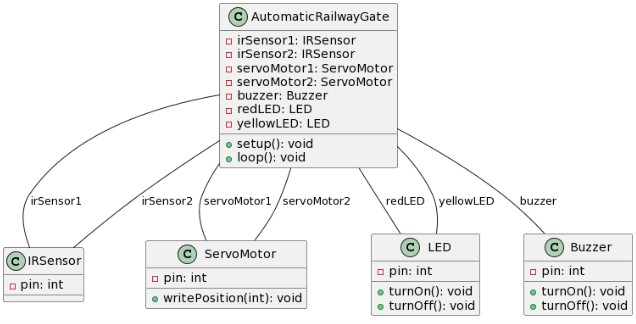 C AutomaticRailwayGate
irSensor1: IRSensor
irSensor2: IRSensor
servoMotor1: ServoMotor
servoMotor2: ServoMotor
buzzer: Buzzer
redLED: LED
yellowLED: LED
setup(): void
loop(): void
irSensor1
irSensor2
servoMotor1
servoMotor2
redLED
yellowLED
buzzer
C IRSensor
pin: int
C ServoMotor
pin: int
writePosition(int): void
C LED
pin: int
turnOn(): void
turnOff(): void
C Buzzer
pin: int
turnOn(): void
turnOff(): void